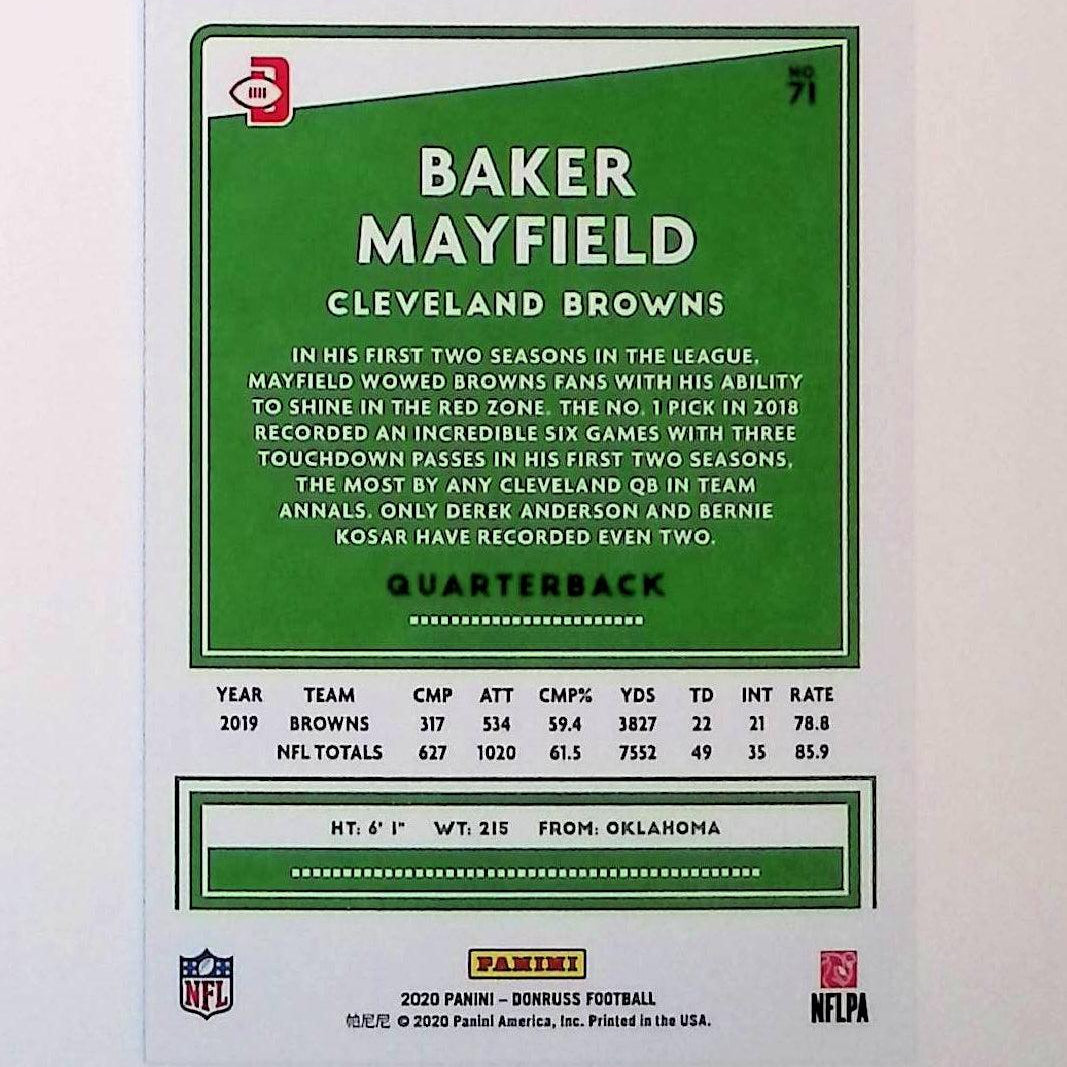 NO
71
BAKER
MAYFIELD
CLEVELAND BROWNS
IN HIS FIRST TWO SEASONS IN THE LEAGUE,
MAYFIELD WOWED BROWNS FANS WITH HIS ABILITY
TO SHINE IN THE RED ZONE. THE NO. 1 PICK IN 2018
RECORDED AN INCREDIBLE SIX GAMES WITH THREE
TOUCHDOWN PASSES IN HIS FIRST TWO SEASONS,
THE MOST BY ANY CLEVELAND QB IN TEAM
ANNALS. ONLY DEREK ANDERSON AND BERNIE
KOSAR HAVE RECORDED EVEN TWO.
QUARTERBACK
YEAR TEAM CMP ATT CMP% YDS TD INT RATE
2019 BROWNS 317 534 59.4 3827 22 21 78.8
NFL TOTALS 627 1020 61.5 7552 49 35 85.9
HT: 6' 1" WT: 215 FROM: OKLAHOMA
NFL
PANINI
2020 PANINI – DONRUSS FOOTBALL
帕尼尼 © 2020 Panini America, Inc. Printed in the USA.
NFLPA